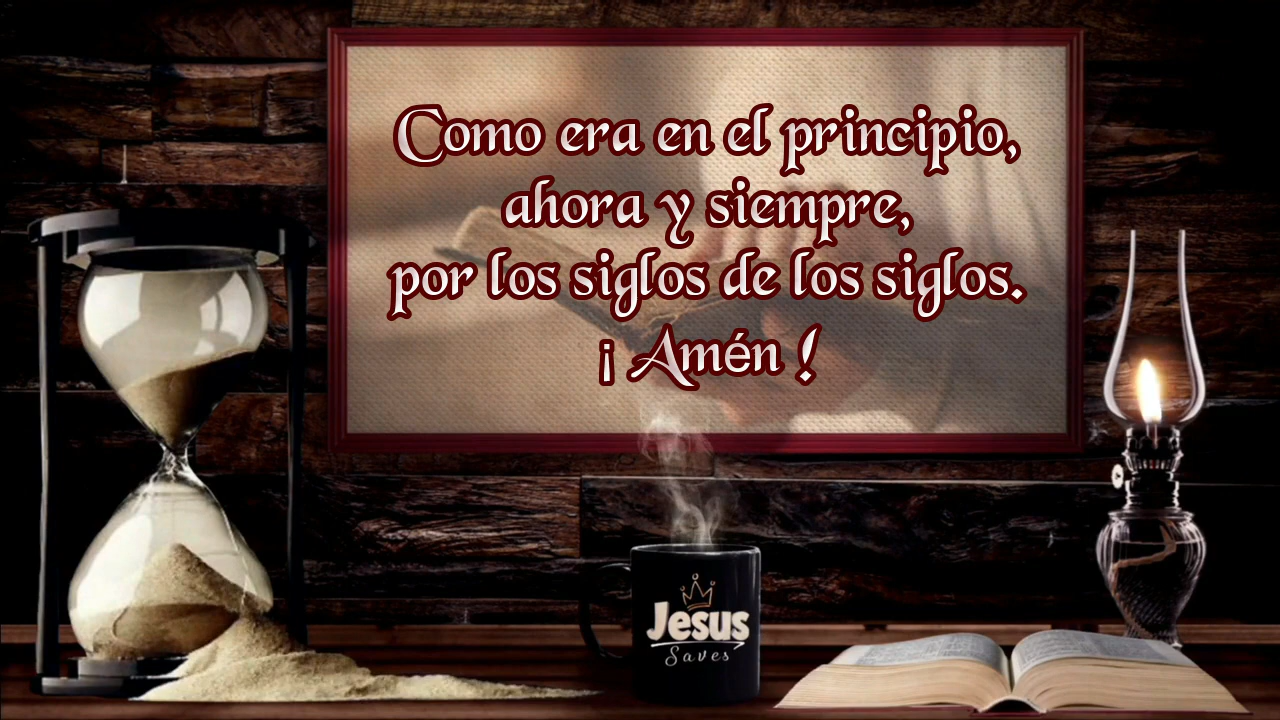 Como era en el principio,
ahora y siempre,
por los siglos de los siglos.
¡ Amén !
Jesus
Saves